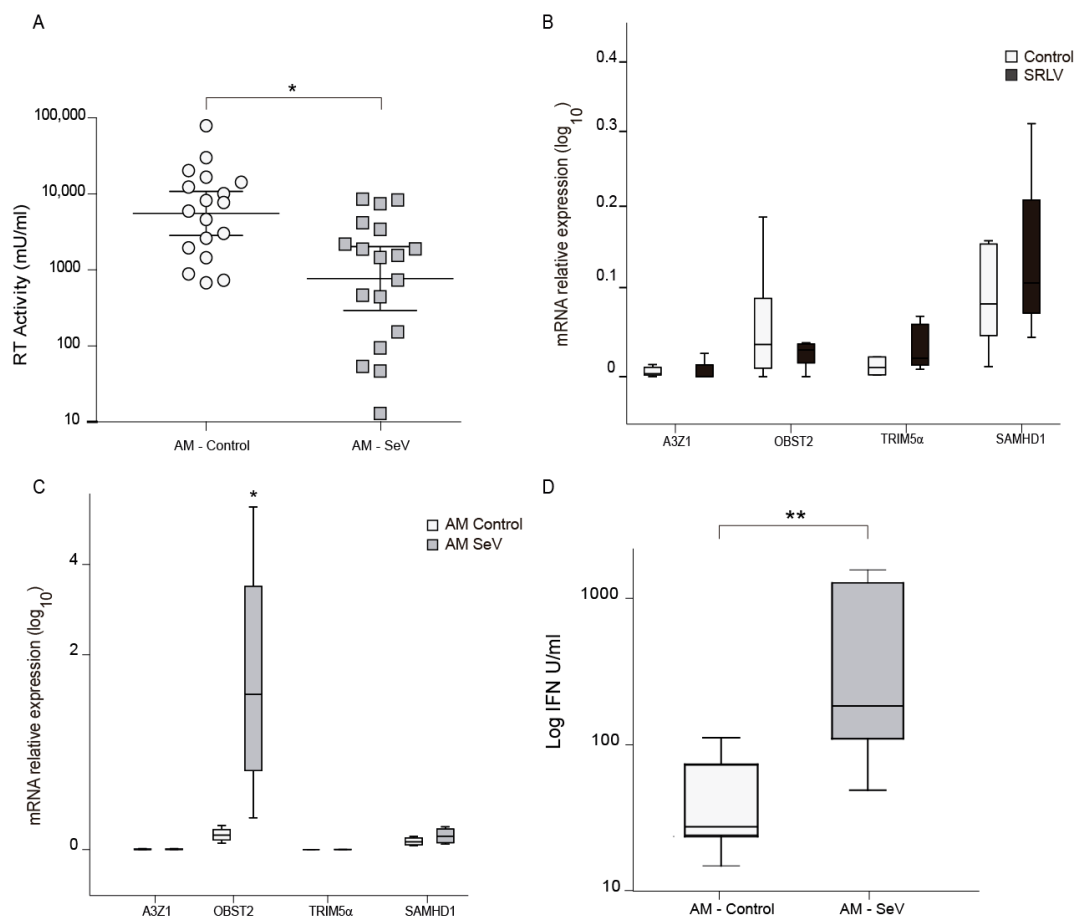 A
*
100,000
10,000
1000
100
10
RT Activity (mU/ml)
AM - Control
AM - SeV
B
Control
SRLV
0.4
0.3
0.2
0.1
0
mRNA relative expression (log10)
A3Z1
OBST2
TRIM5α
SAMHD1
C
*
AM Control
AM SeV
4
2
0
mRNA relative expression (log10)
A3Z1
OBST2
TRIM5α
SAMHD1
D
**
1000
100
10
Log IFN U/ml
AM - Control
AM - SeV